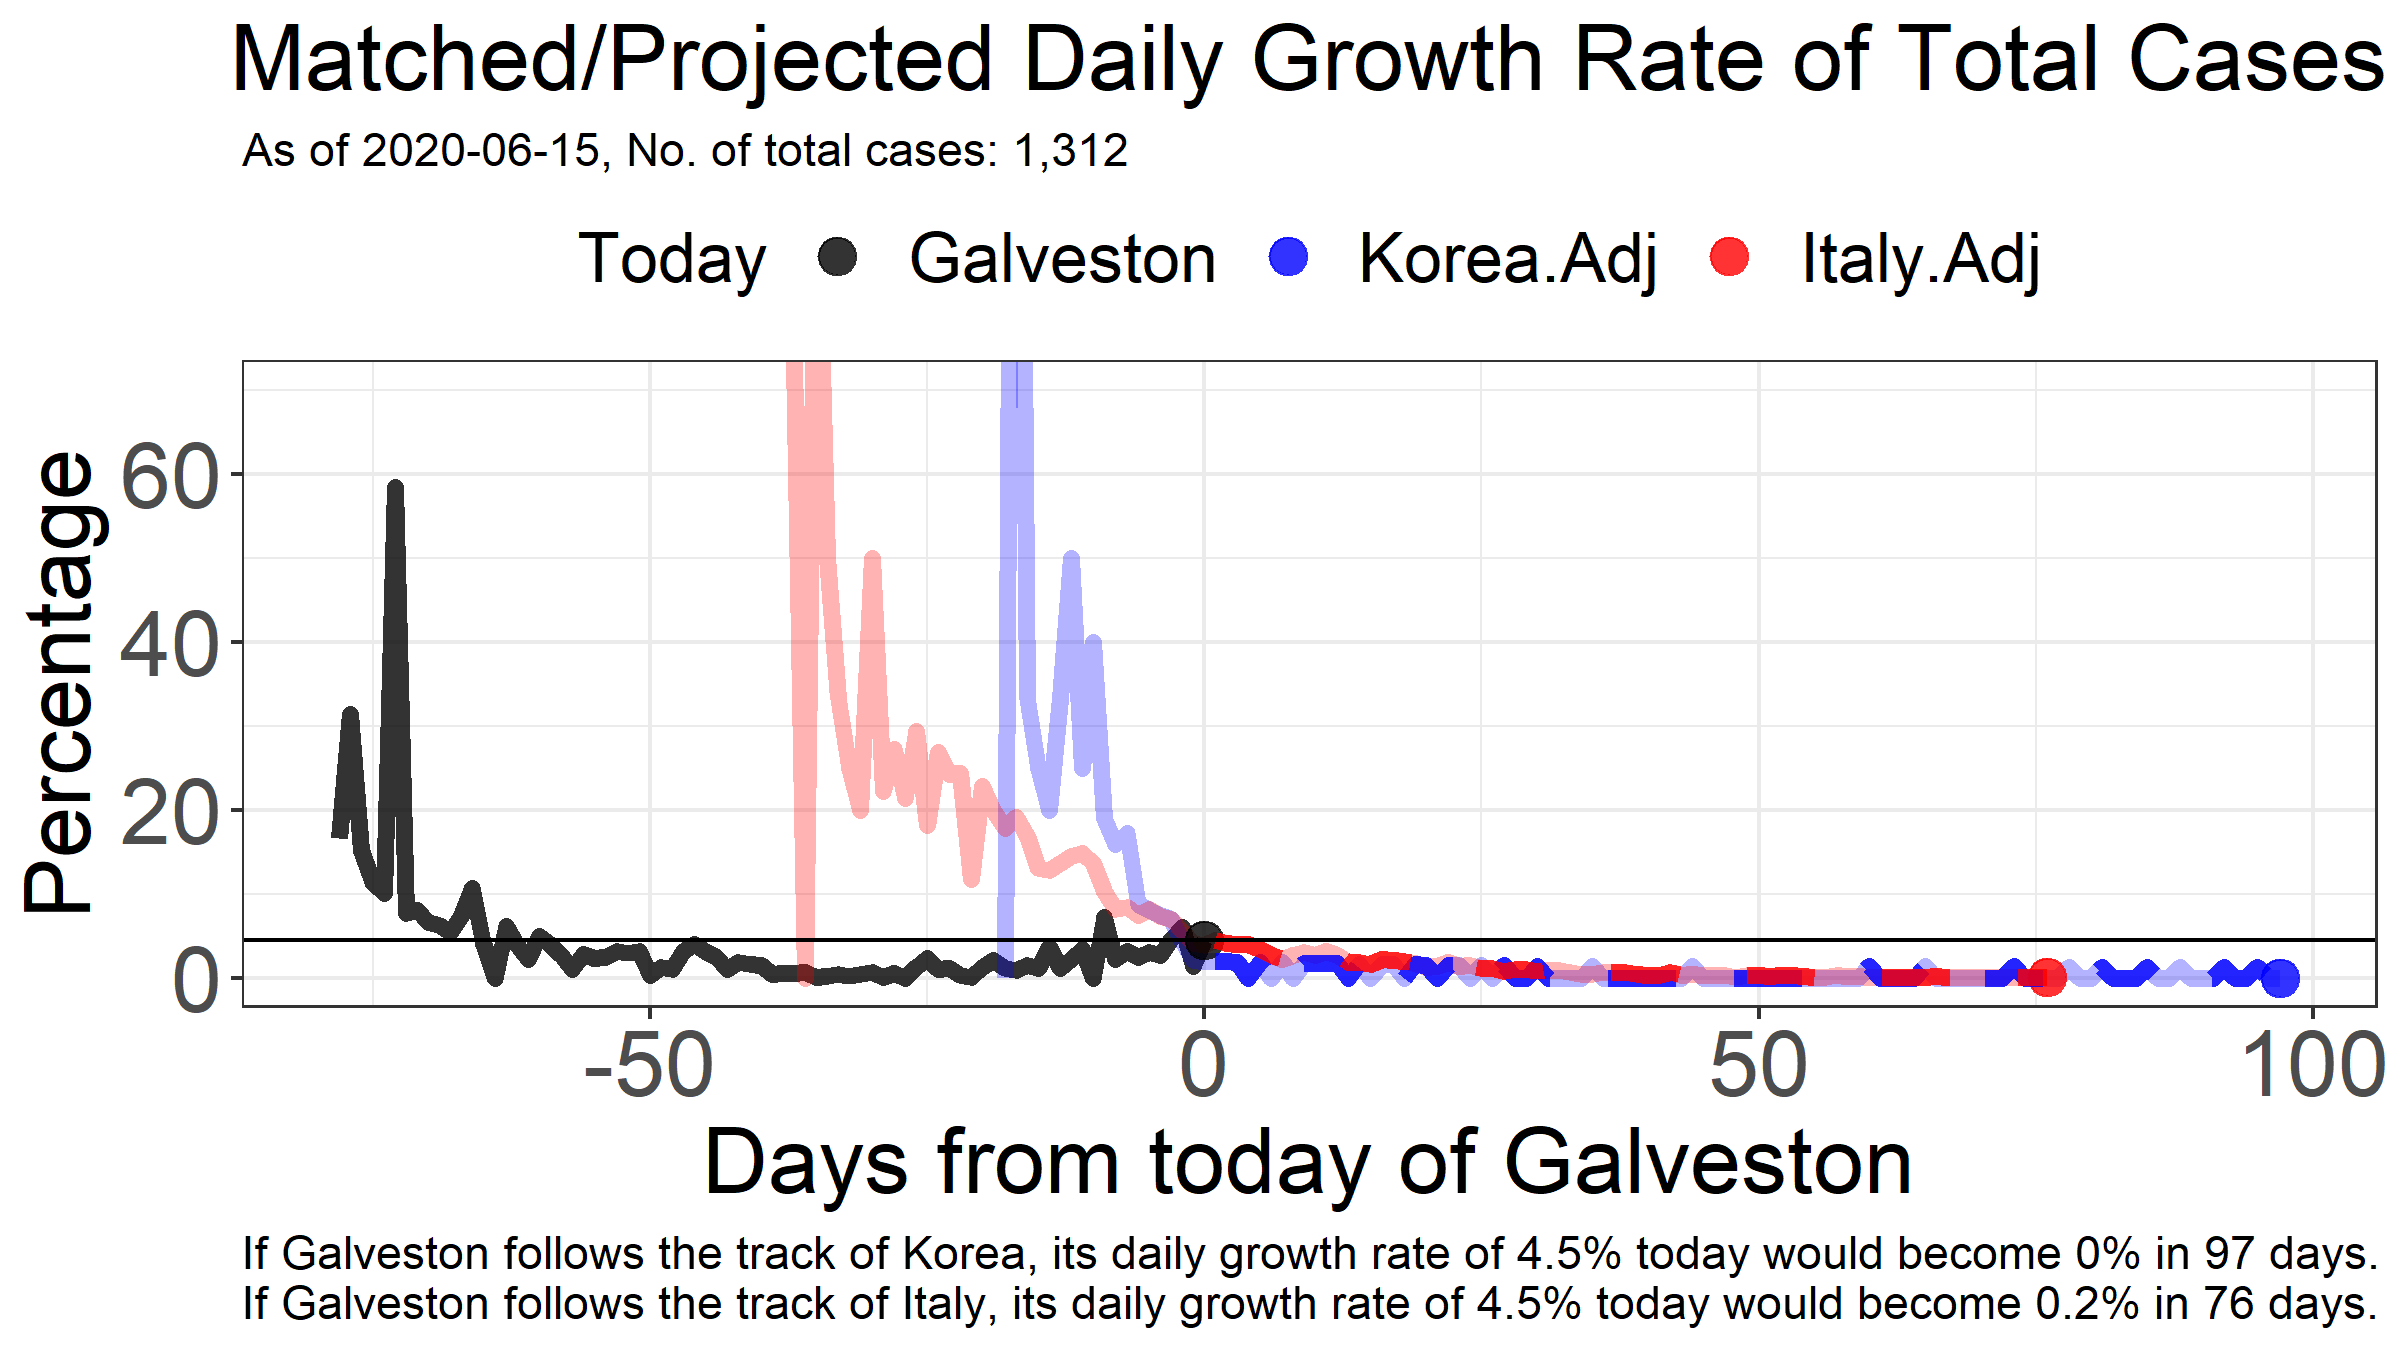 Matched/Projected Daily Growth Rate of Total Cases
As of 2020-06-15, No. of total cases: 1,312
Today Galveston Korea.Adj Italy.Adj
Percentage
60
40
20
0
-50 0 50 100
Days from today of Galveston
If Galveston follows the track of Korea, its daily growth rate of 4.5% today would become 0% in 97 days.
If Galveston follows the track of Italy, its daily growth rate of 4.5% today would become 0.2% in 76 days.